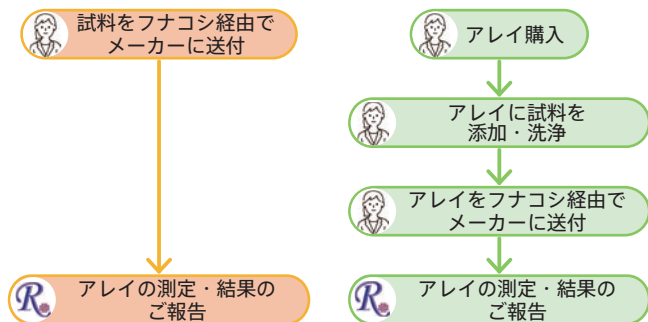 試料をフナコシ経由で
メーカーに送付
アレイの測定・結果の
ご報告
アレイ購入
アレイに試料を
添加・洗浄
アレイをフナコシ経由で
メーカーに送付
アレイの測定・結果の
ご報告
R
R